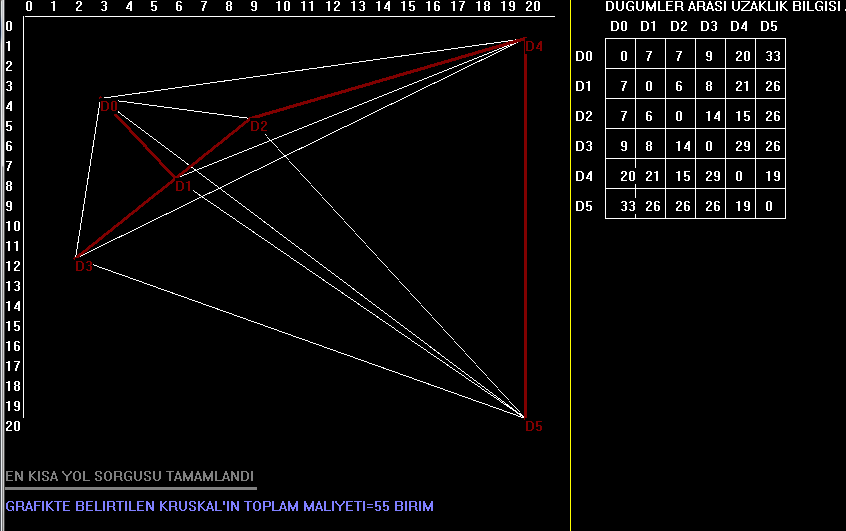 0 1 2 3 4 5 6 7 8 9 10 11 12 13 14 15 16 17 18 19 20
0
1
2
3
4
5
6
7
8
9
10
11
12
13
14
15
16
17
18
19
20
D4
D0
D2
D1
D3
D5
DUGUMLER ARASI UZAKLIK BILGISI
D0 D1 D2 D3 D4 D5
D0 0 7 7 9 20 33
D1 7 0 6 8 21 26
D2 7 6 0 14 15 26
D3 9 8 14 0 29 26
D4 20 21 15 29 0 19
D5 33 26 26 26 19 0
EN KISA YOL SORGUSU TAMAMLANDI
GRAFIKTE BELIRTILEN KRUSKAL'IN TOPLAM MALIYETI=55 BIRIM